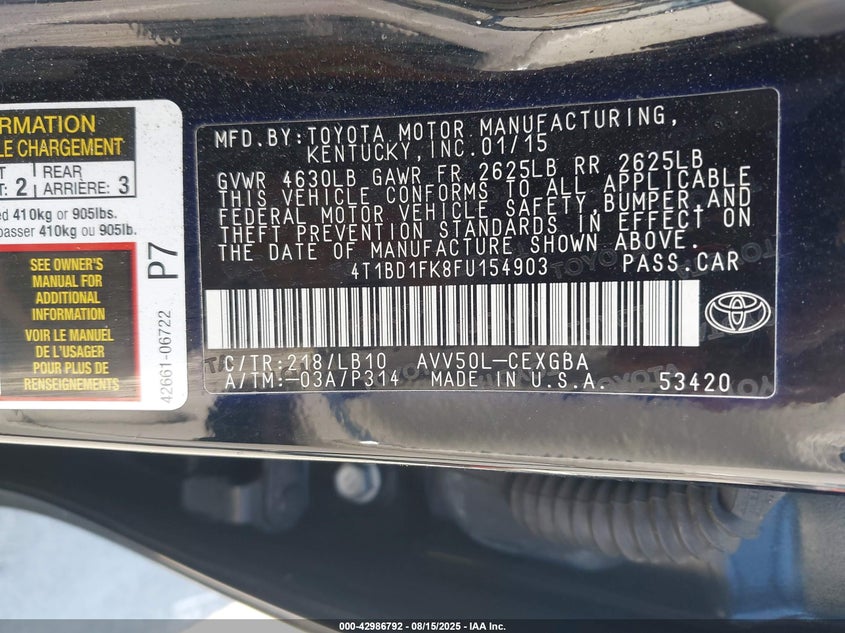 RMATION
LE CHARGEMENT
T 2
REAR
ARRIÈRE: 3
ed 410kg or 905lbs.
passer 410kg ou 905lb.
SEE OWNER'S
MANUAL FOR
ADDITIONAL
INFORMATION
VOIR LE MANUEL
DE L'USAGER
POUR PLUS DE
RENSEIGNEMENTS
P7
42661-06722
MFD.BY:TOYOTA MOTOR MANUFACTURING,
KENTUCKY, INC. 01/15
GVWR 4630LB GAWR FR 2625LB RR 2625LB
THIS VEHICLE CONFORMS TO ALL APPLICABLE
FEDERAL MOTOR VEHICLE SAFETY,BUMPER,AND
THEFT PREVENTION STANDARDS IN EFFECT ON
THE DATE OF MANUFACTURE SHOWN ABOVE.
4T1BD1FK8FU154903 PASS.CAR
C/TR:218/LB10 AVV50L-CEXGBA
A/TM:-03A/P314 MADE IN U.S.A. 53420
000-42986792 - 08/15/2025 - IAA Inc.